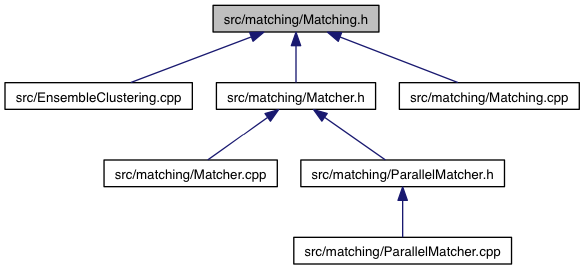 src/matching/Matching.h
src/EnsembleClustering.cpp
src/matching/Matcher.h
src/matching/Matching.cpp
src/matching/Matcher.cpp
src/matching/ParallelMatcher.h
src/matching/ParallelMatcher.cpp